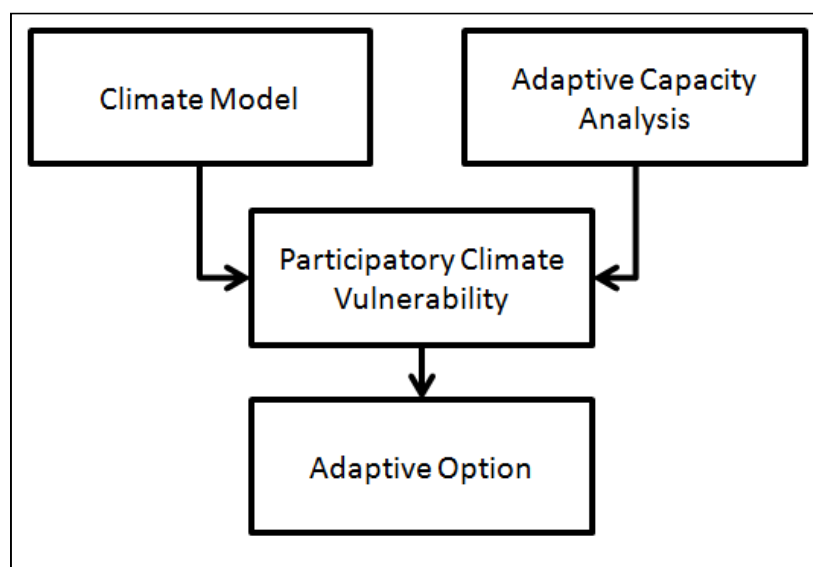 Climate Model
Adaptive Capacity
Analysis
Participatory Climate
Vulnerability
Adaptive Option